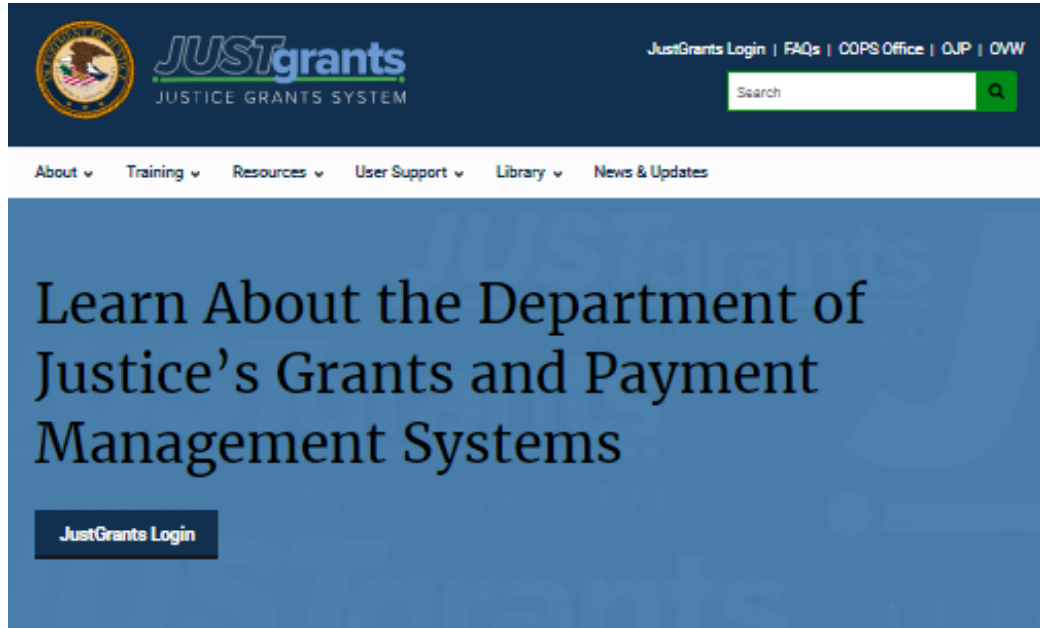 JUSTgrants
JUSTICE GRANTS SYSTEM
JustGrants Login | FAQs | COPS Office | OJP | OVW
Search
About Training Resources User Support Library News & Updates
Learn About the Department of
Justice’s Grants and Payment
Management Systems
JustGrants Login